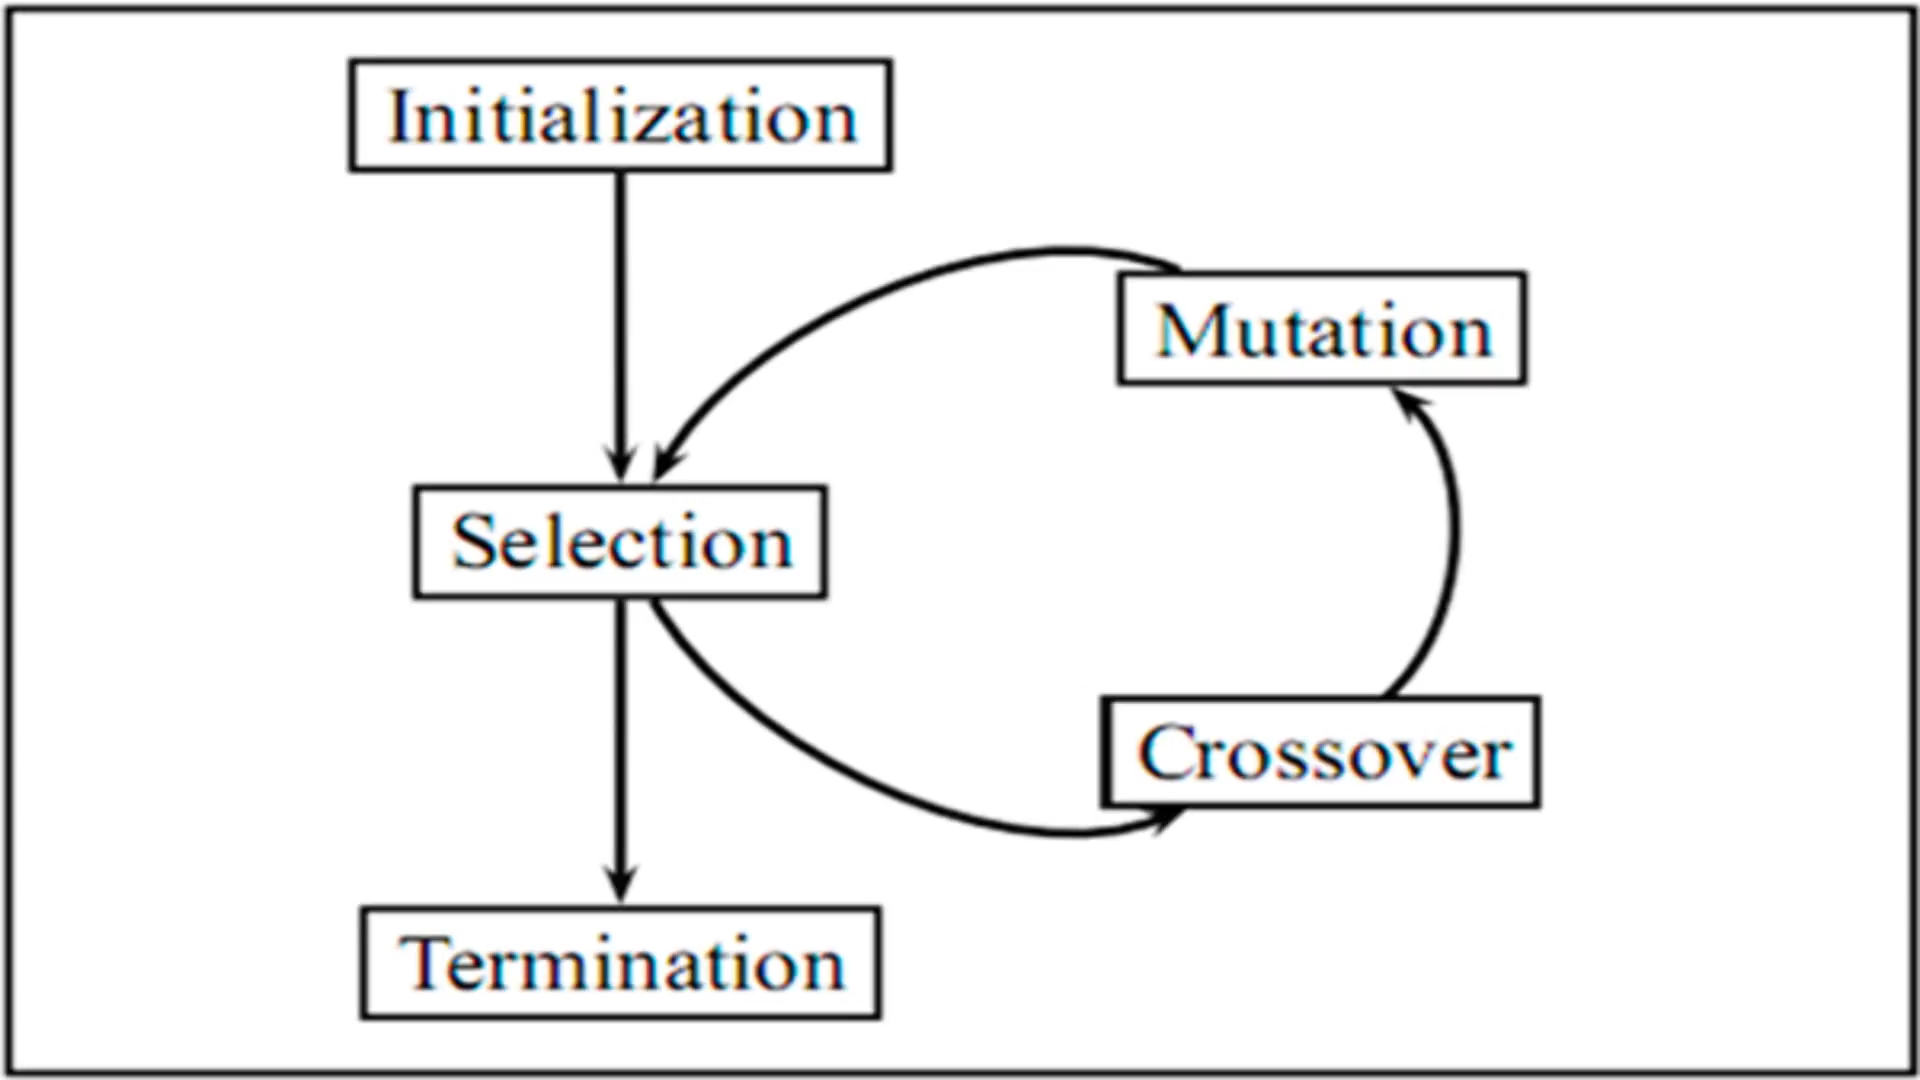 Initialization
Mutation
Selection
Crossover
Termination